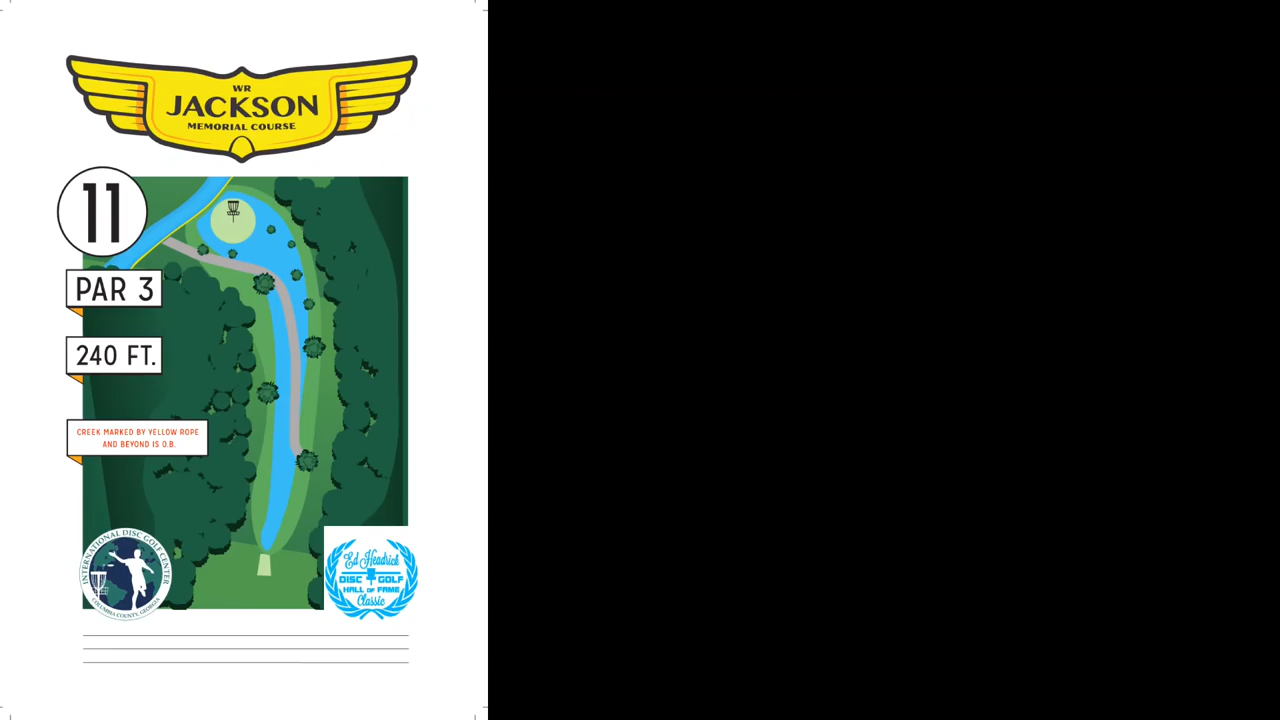 WR
JACKSON
MEMORIAL COURSE
11
PAR 3
240 FT.
CREEK MARKED BY YELLOW ROPE
AND BEYOND IS O.B.
INTERNATIONAL DISC GOLF CENTER
COLUMBIA COUNTY, GEORGIA
Ed Headrick
DISC GOLF
HALL OF FAME
Classic